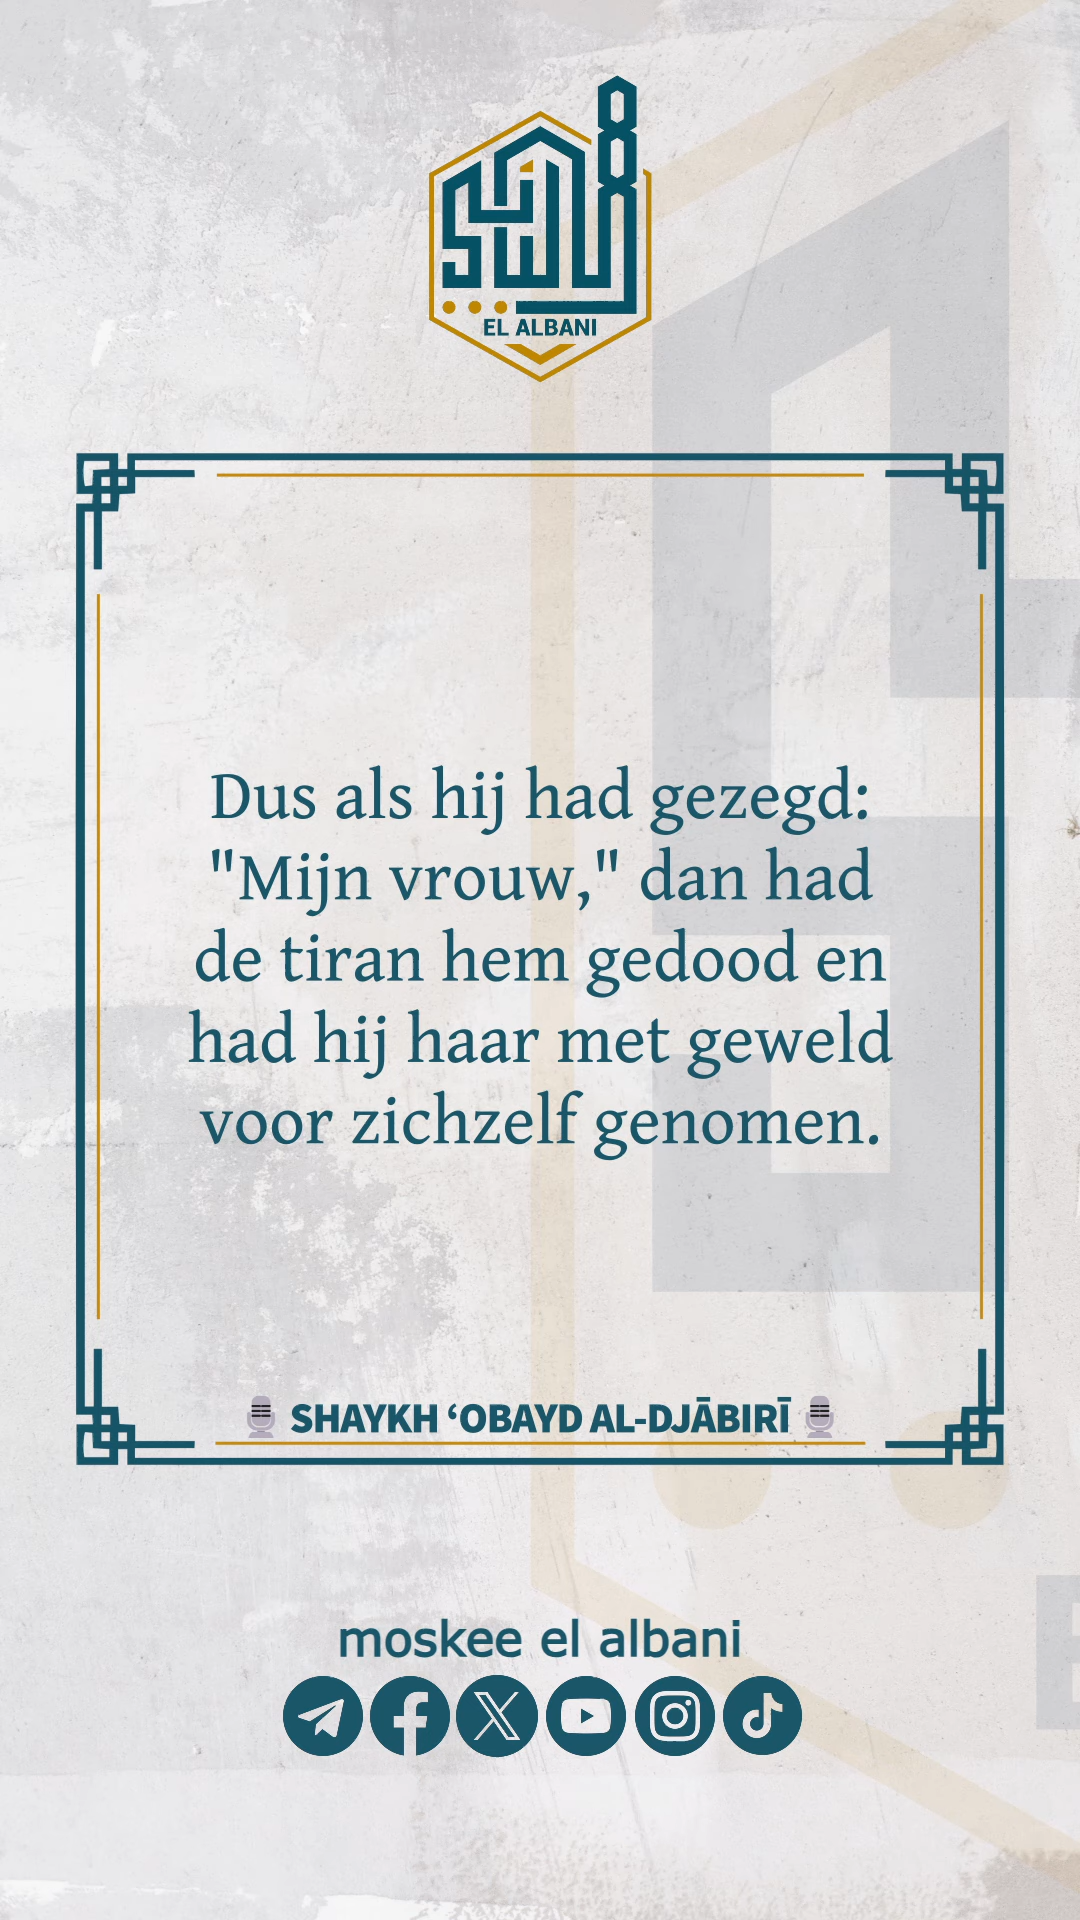 EL ALBANI
Dus als hij had gezegd:
"Mijn vrouw," dan had
de tiran hem gedood en
had hij haar met geweld
voor zichzelf genomen.
SHAYKH ‘OBAYD AL-DJĀBIRĪ
moskee el albani